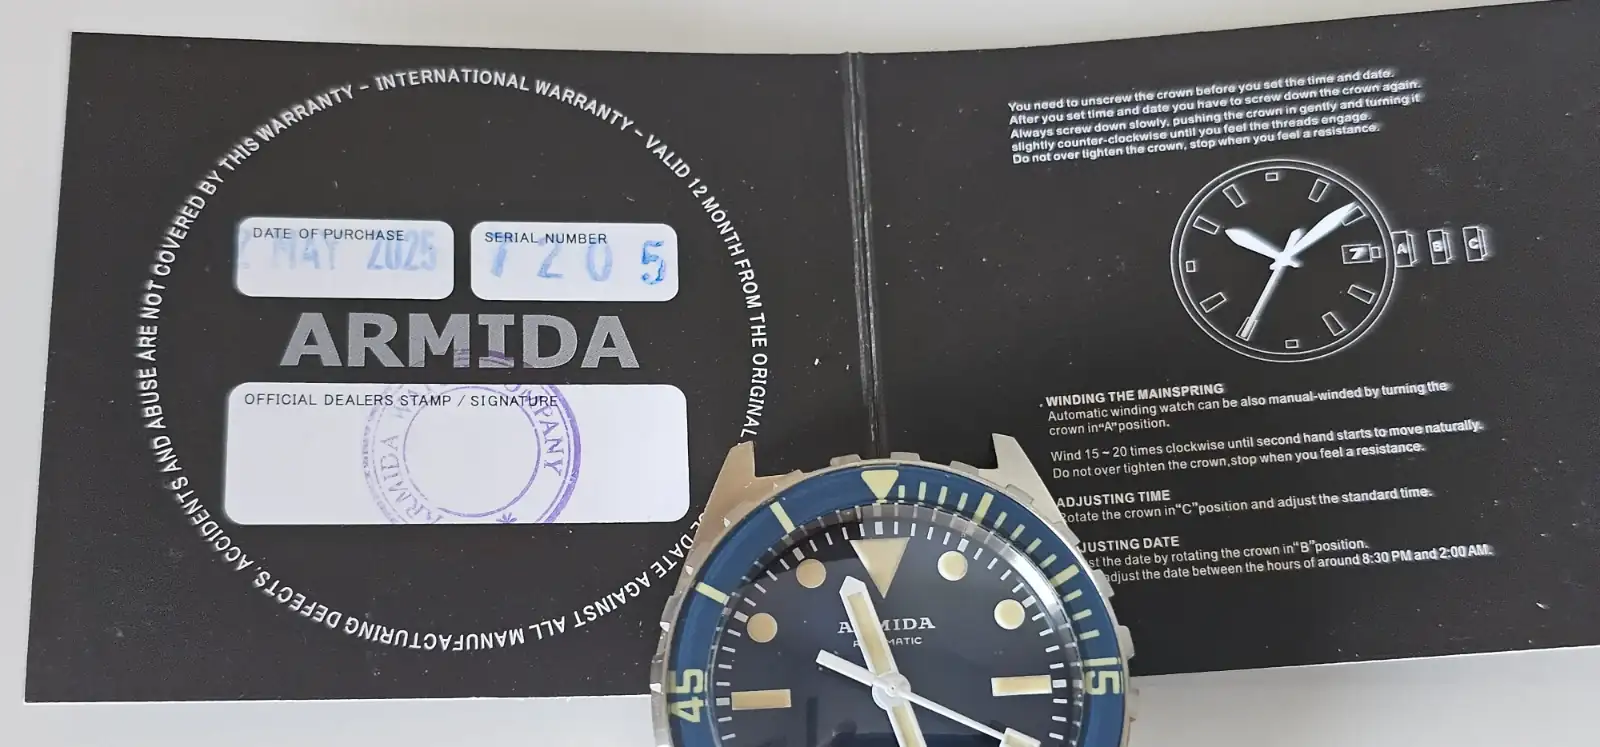 INTERNATIONAL WARRANTY – VALID 12 MONTH FROM THE ORIGINAL
DATE AGAINST ALL MANUFACTURING DEFECTS, ACCIDENTS AND ABUSE ARE NOT COVERED BY THIS WARRANTY –
DATE OF PURCHASE
2 MAY 2025
SERIAL NUMBER
7205
ARMIDA
OFFICIAL DEALERS STAMP / SIGNATURE
ARMIDA COMPANY
You need to unscrew the crown before you set the time and date.
After you set time and date you have to screw down the crown again.
Always screw down slowly, pushing the crown in gently and turning it
slightly counter-clockwise until you feel the threads engage.
Do not over tighten the crown, stop when you feel a resistance.
7 A B C
. WINDING THE MAINSPRING
Automatic winding watch can be also manual-winded by turning the
crown in“A”position.
Wind 15 ~ 20 times clockwise until second hand starts to move naturally.
Do not over tighten the crown,stop when you feel a resistance.
ADJUSTING TIME
Rotate the crown in“C”position and adjust the standard time.
JUSTING DATE
st the date by rotating the crown in“B”position.
adjust the date between the hours of around 8:30 PM and 2:00 AM.
ARMIDA
MATIC
45
15